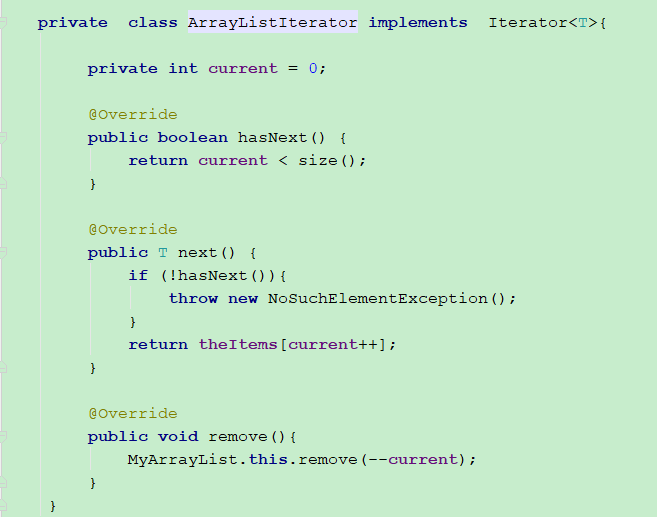 private  class ArrayListIterator implements  Iterator<T>{
private int current = 0;
@Override
public boolean hasNext() {
return current < size();
}
@Override
public T next() {
if (!hasNext()){
throw new NoSuchElementException();
}
return theItems[current++];
}
@Override
public void remove(){
MyArrayList.this.remove(--current);
}
}